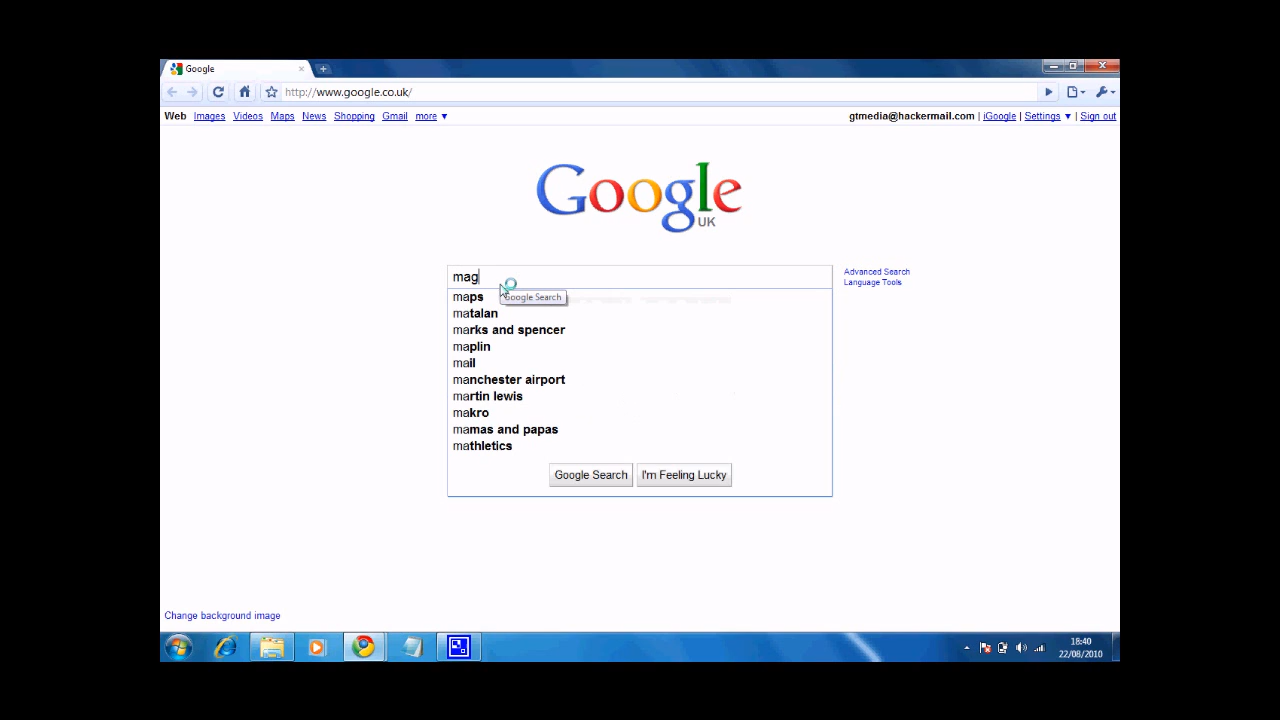 Google
http://www.google.co.uk/
Web Images Videos Maps News Shopping Gmail more ▼
gtmedia@hackermail.com | iGoogle | Settings ▼ | Sign out
Google
UK
mag
Advanced Search
Language Tools
Google Search
maps
matalan
marks and spencer
maplin
mail
manchester airport
martin lewis
makro
mamas and papas
mathletics
Google Search I'm Feeling Lucky
Change background image
18:40
22/08/2010